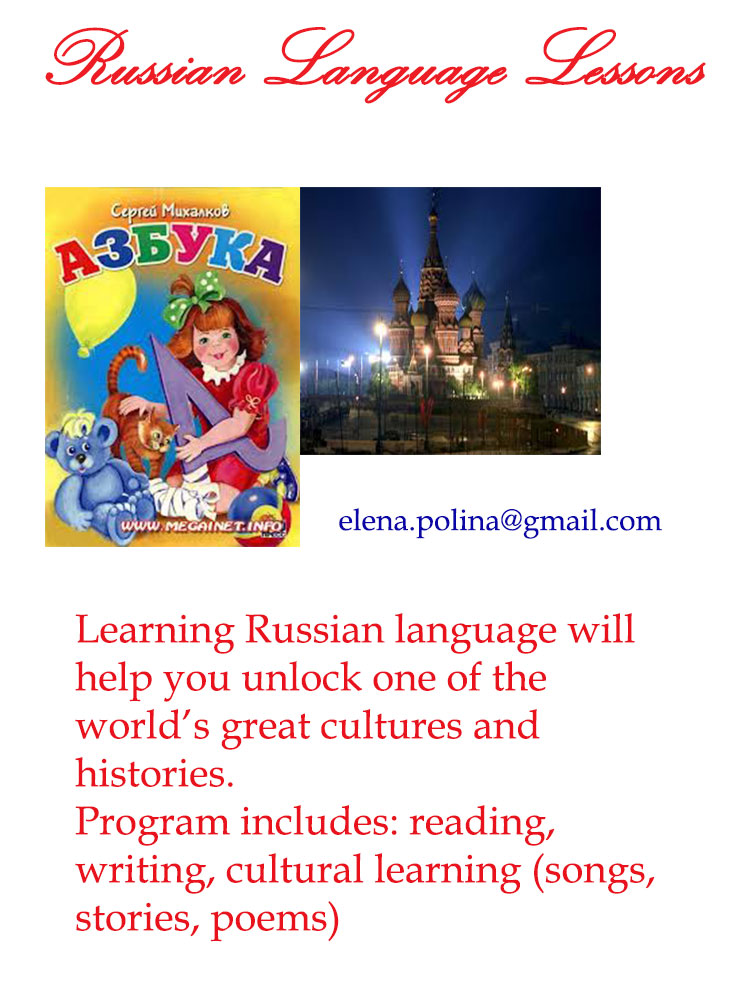 Russian Language Lessons
Сергей Михалков
АЗБУКА
WWW.MEGAINET.INFO
elena.polina@gmail.com
Learning Russian language will
help you unlock one of the
world’s great cultures and
histories.
Program includes: reading,
writing, cultural learning (songs,
stories, poems)